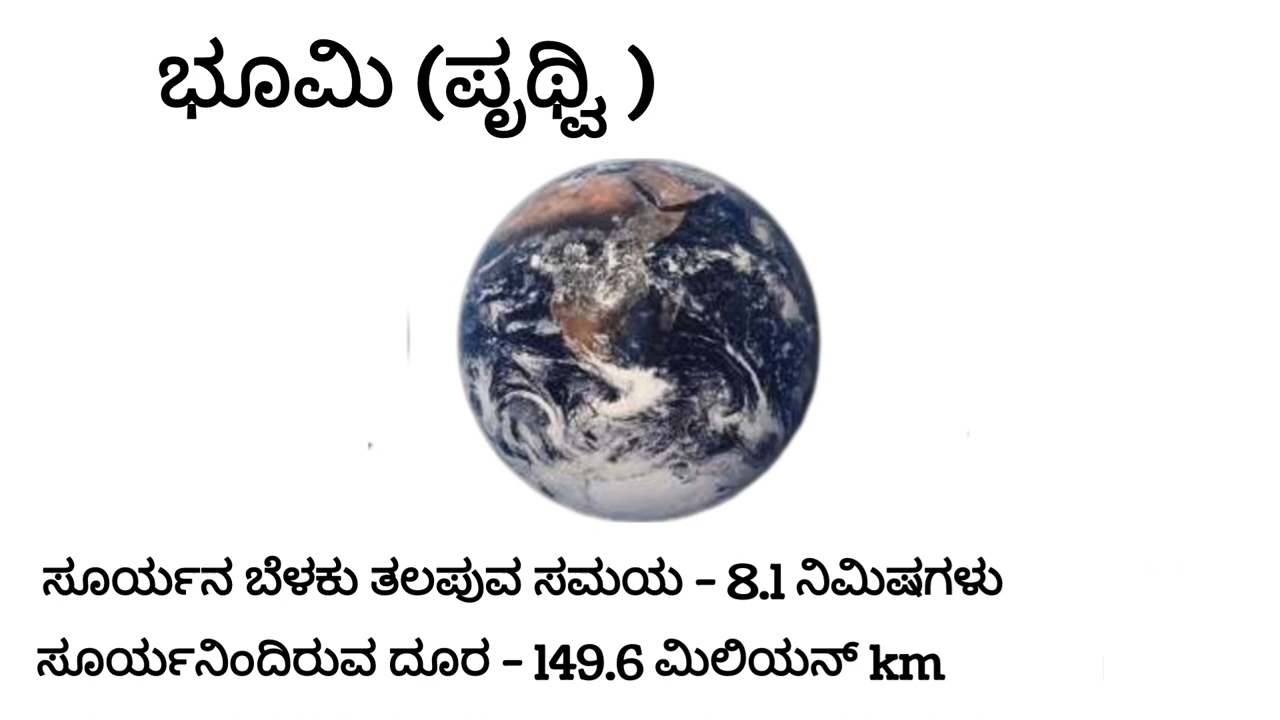 ಭೂಮಿ (ಪೃಥ್ವಿ )
ಸೂರ್ಯನ ಬೆಳಕು ತಲಪುವ ಸಮಯ - 8.1 ನಿಮಿಷಗಳು
ಸೂರ್ಯನಿಂದಿರುವ ದೂರ - 149.6 ಮಿಲಿಯನ್ km